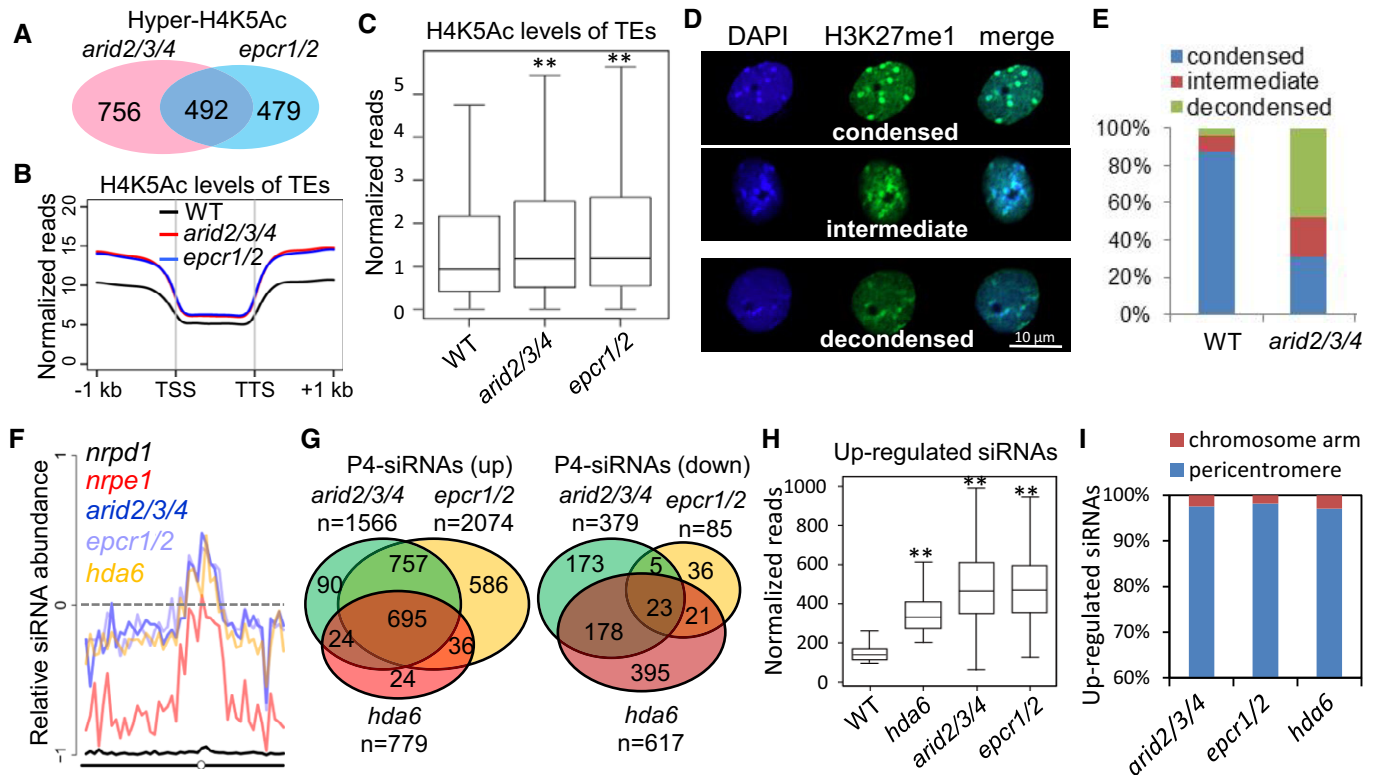 A
Hyper-H4K5Ac
arid2/3/4
epcr1/2
756
492
479
B
H4K5Ac levels of TEs
Normalized reads
20
15
10
5
0
WT
arid2/3/4
epcr1/2
-1 kb
TSS
TTS
+1 kb
C
H4K5Ac levels of TEs
Normalized reads
5
4
3
2
1
0
**
**
WT
arid2/3/4
epcr1/2
D
DAPI
H3K27me1
merge
condensed
intermediate
decondensed
10 µm
E
condensed
intermediate
decondensed
100%
80%
60%
40%
20%
0%
WT
arid2/3/4
F
Relative siRNA abundance
1
0
-1
nrpd1
nrpe1
arid2/3/4
epcr1/2
hda6
G
P4-siRNAs (up)
arid2/3/4
n=1566
epcr1/2
n=2074
90
757
586
695
24
36
24
hda6
n=779
P4-siRNAs (down)
arid2/3/4
n=379
epcr1/2
n=85
173
5
36
23
21
178
395
hda6
n=617
H
Up-regulated siRNAs
Normalized reads
1000
800
600
400
200
0
**
**
**
WT
hda6
arid2/3/4
epcr1/2
I
chromosome arm
pericentromere
Up-regulated siRNAs
100%
90%
80%
70%
60%
arid2/3/4
epcr1/2
hda6